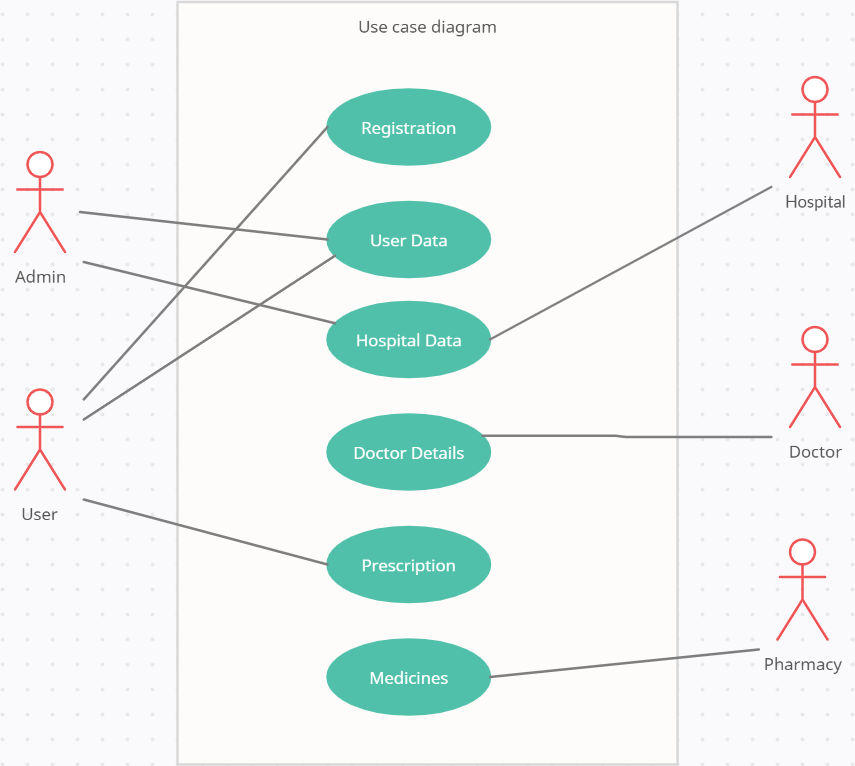 Use case diagram
Registration
Hospital
User Data
Admin
Hospital Data
Doctor Details
Doctor
User
Prescription
Pharmacy
Medicines